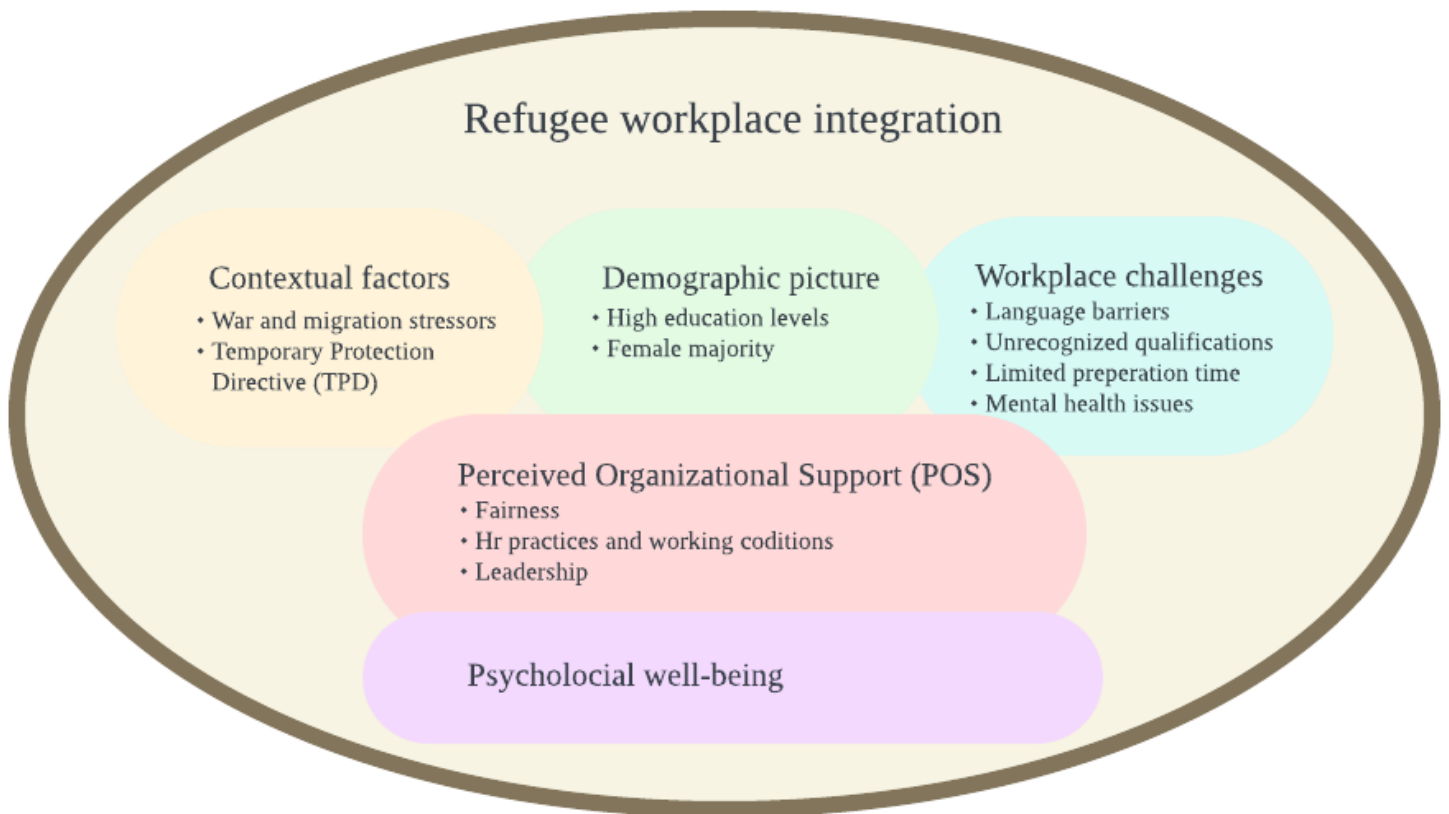 Refugee workplace integration
Contextual factors
• War and migration stressors
• Temporary Protection
Directive (TPD)
Demographic picture
• High education levels
• Female majority
Workplace challenges
• Language barriers
• Unrecognized qualifications
• Limited preperation time
• Mental health issues
Perceived Organizational Support (POS)
• Fairness
• Hr practices and working coditions
• Leadership
Psycholocial well-being